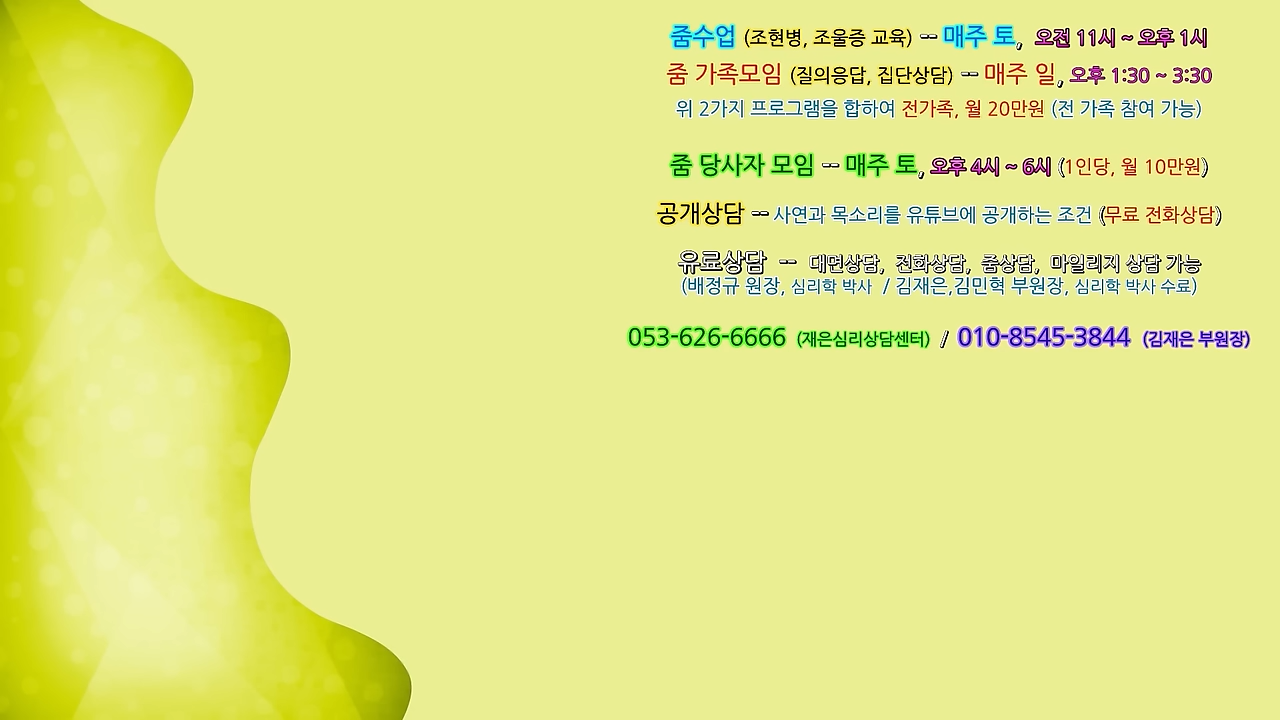 줌수업 (조현병, 조울증 교육) -- 매주 토, 오전 11시 ~ 오후 1시
줌 가족모임 (질의응답, 집단상담) -- 매주 일, 오후 1:30 ~ 3:30
위 2가지 프로그램을 합하여 전가족, 월 20만원 (전 가족 참여 가능)
줌 당사자 모임 -- 매주 토, 오후 4시 ~ 6시 (1인당, 월 10만원)
공개상담 -- 사연과 목소리를 유튜브에 공개하는 조건 (무료 전화상담)
유료상담 -- 대면상담, 전화상담, 줌상담, 마일리지 상담 가능
(배정규 원장, 심리학 박사 / 김재은,김민혁 부원장, 심리학 박사 수료)
053-626-6666 (재은심리상담센터) / 010-8545-3844 (김재은 부원장)